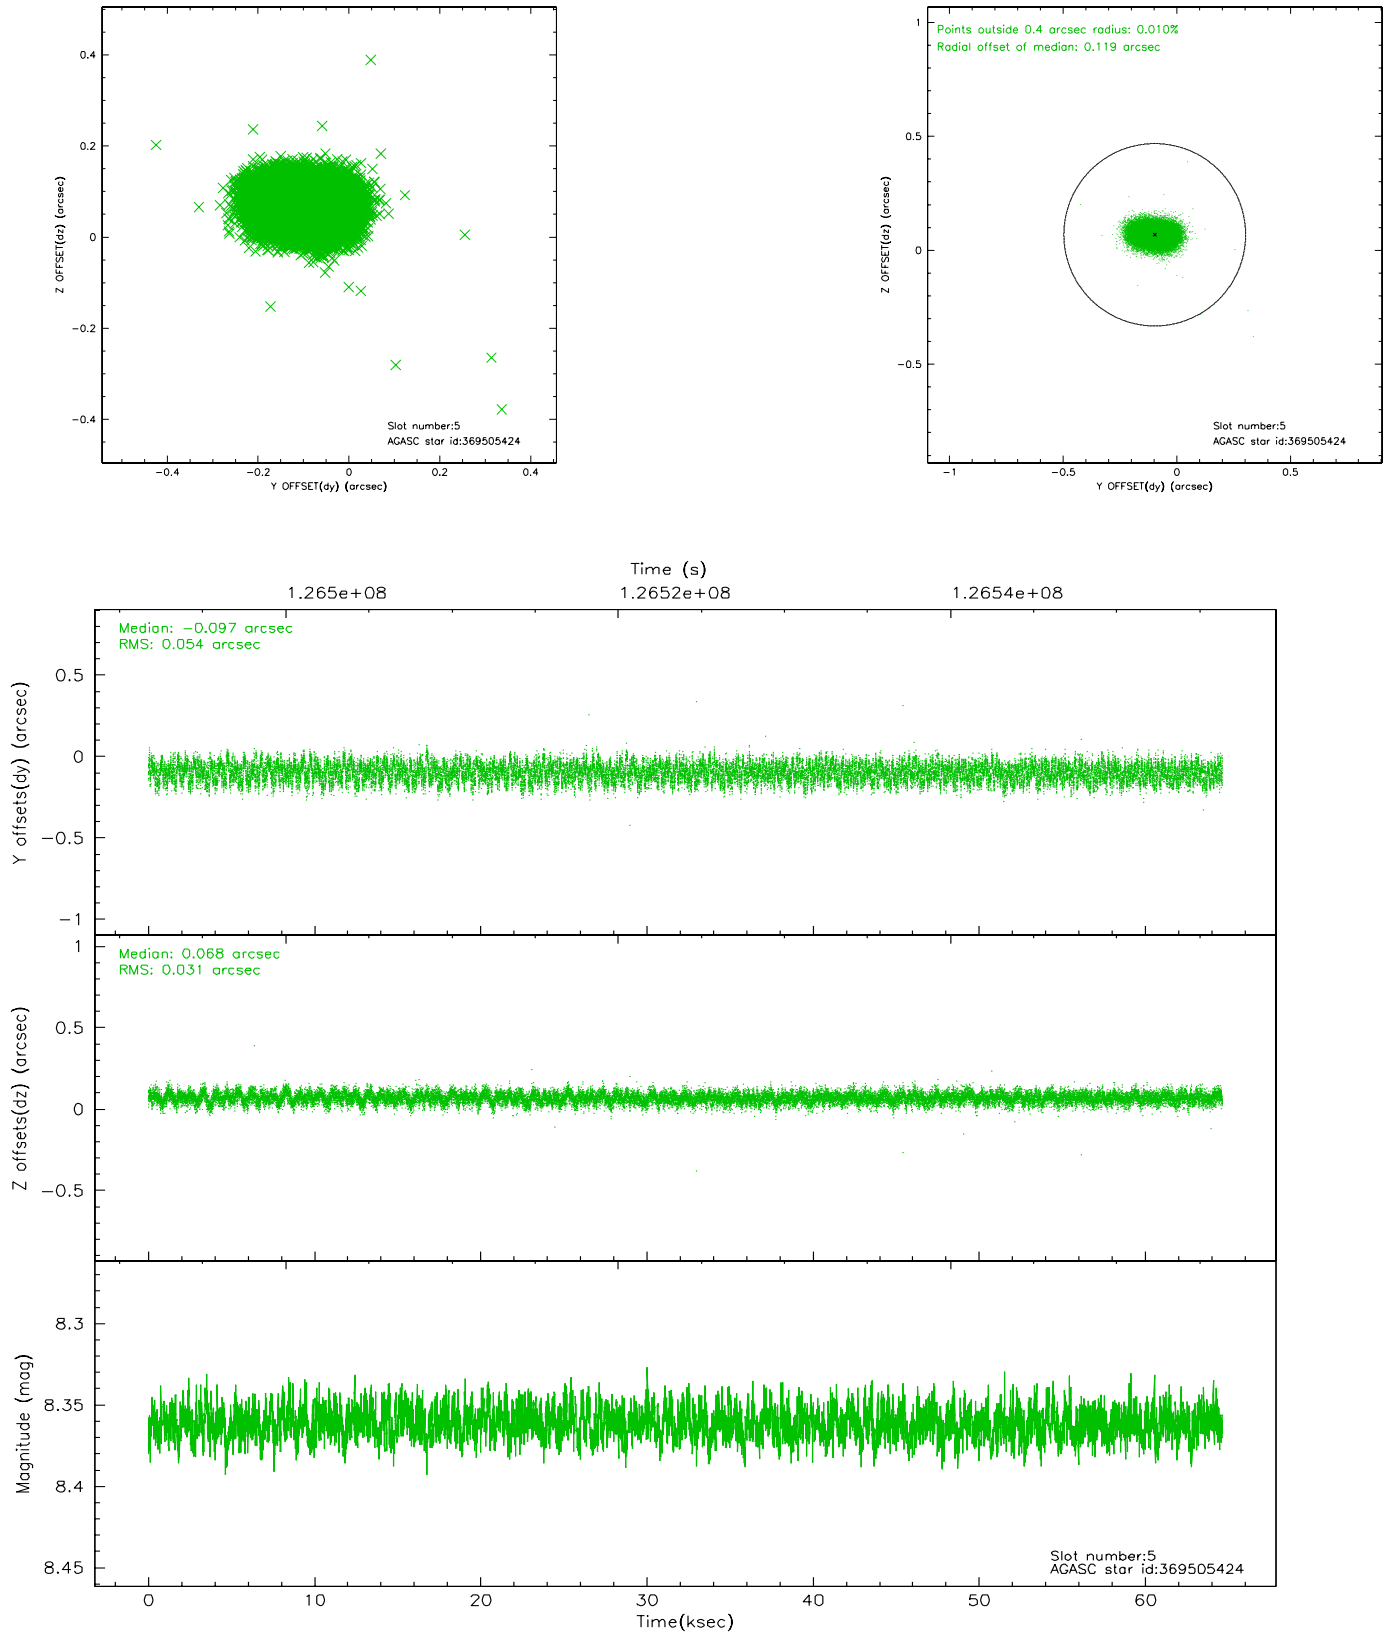 0.4
0.2
0
−0.2
−0.4
Z OFFSET(dz) (arcsec)
Slot number:5
AGASC star id:369505424
−0.4 −0.2 0 0.2 0.4
Y OFFSET(dy) (arcsec)
Points outside 0.4 arcsec radius: 0.010%
Radial offset of median: 0.119 arcsec
1
0.5
0
−0.5
Z OFFSET(dz) (arcsec)
Slot number:5
AGASC star id:369505424
−1 −0.5 0 0.5
Y OFFSET(dy) (arcsec)
Time (s)
1.265e+08 1.2652e+08 1.2654e+08
Median: −0.097 arcsec
RMS: 0.054 arcsec
0.5
0
−0.5
−1
Y offsets(dy) (arcsec)
Median: 0.068 arcsec
RMS: 0.031 arcsec
1
0.5
0
−0.5
Z offsets(dz) (arcsec)
8.3
8.35
8.4
8.45
Magnitude (mag)
Slot number:5
AGASC star id:369505424
0 10 20 30 40 50 60
Time(ksec)